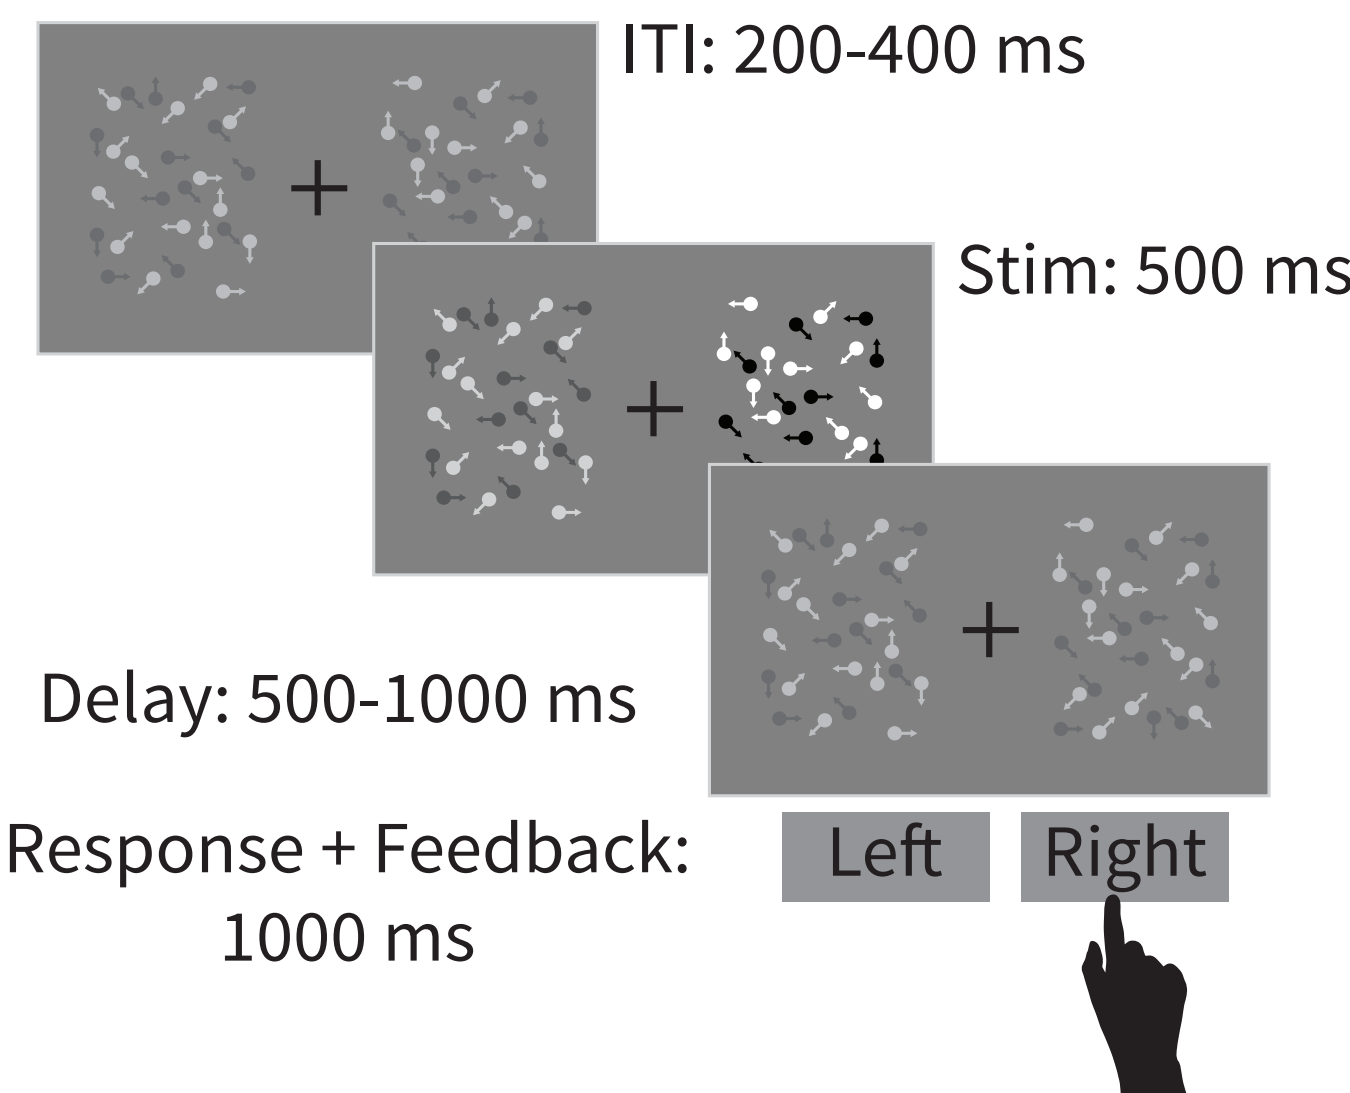 ITI: 200-400 ms
Stim: 500 ms
Delay: 500-1000 ms
Response + Feedback:
1000 ms
Left
Right